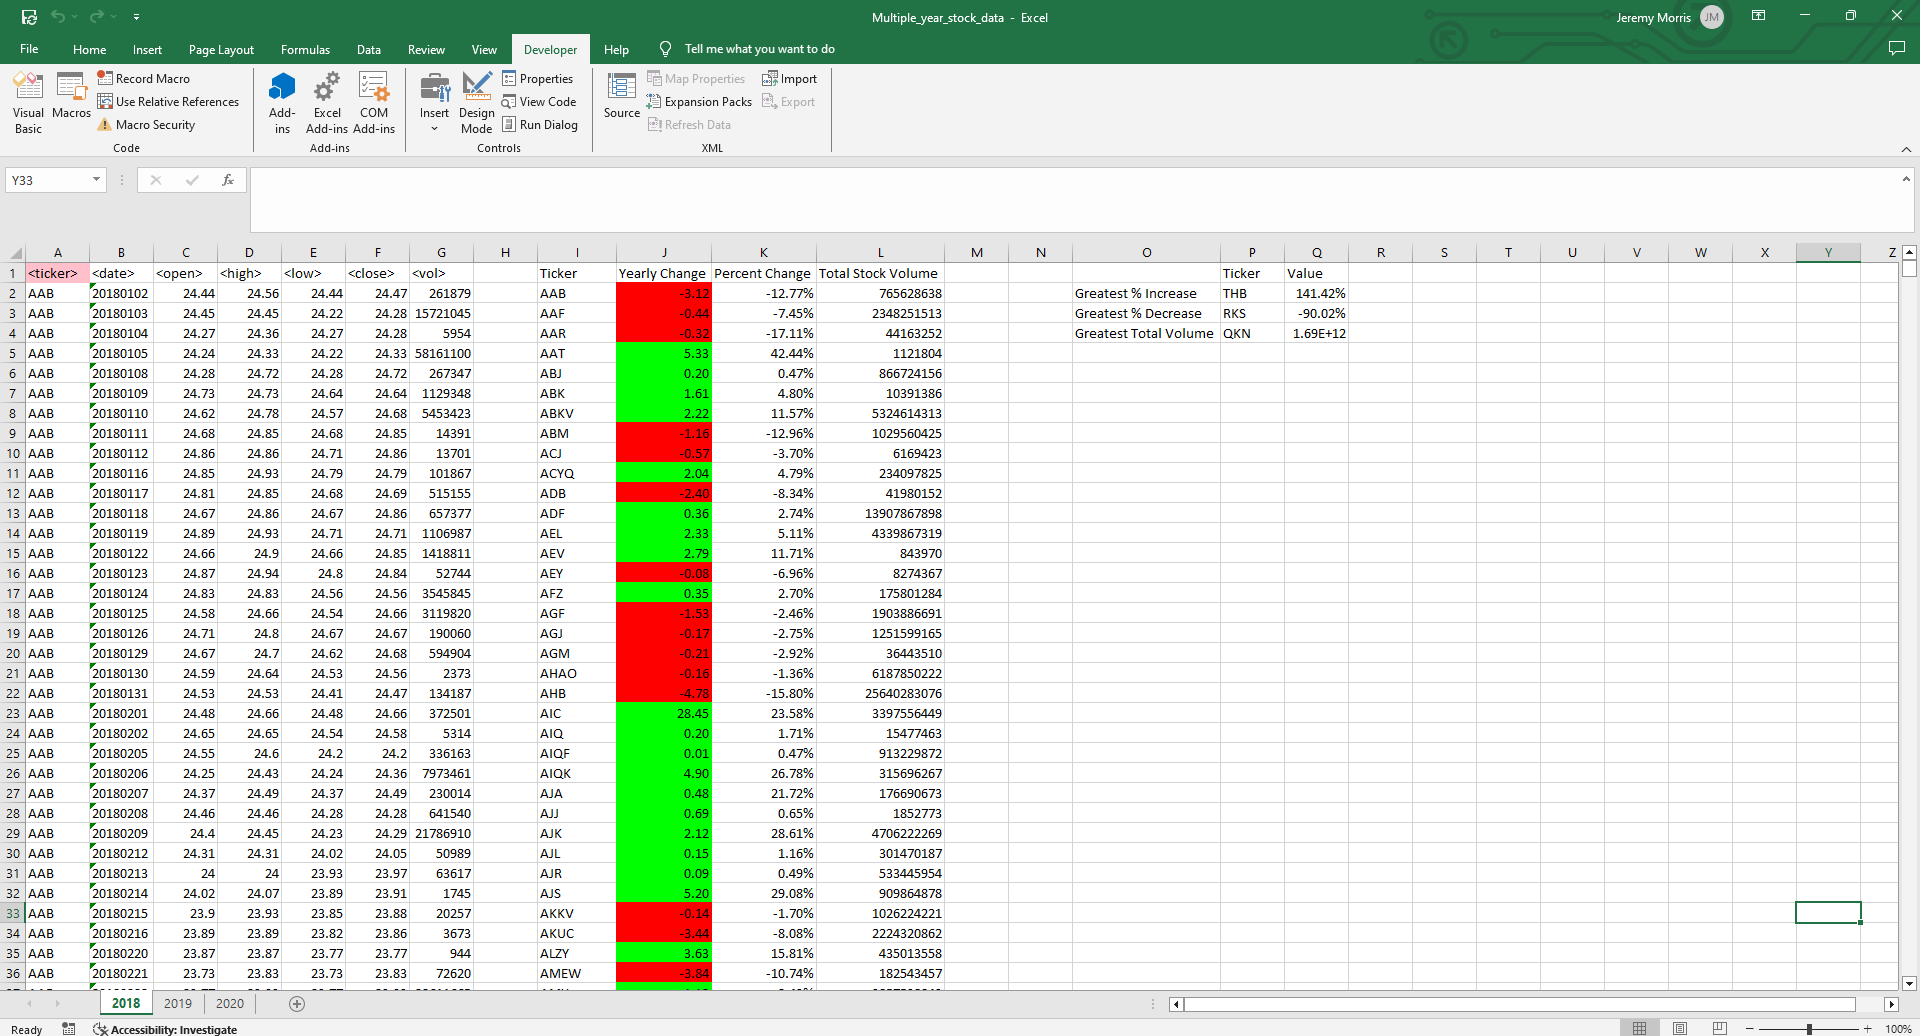 Multiple_year_stock_data - Excel
Jeremy Morris JM
File Home Insert Page Layout Formulas Data Review View Developer Help Tell me what you want to do
Visual Basic
Macros
Record Macro
Use Relative References
Macro Security
Code
Add-ins
Excel Add-ins
COM Add-ins
Add-ins
Insert
Design Mode
Properties
View Code
Run Dialog
Controls
Source
Map Properties
Expansion Packs
Refresh Data
Import
Export
XML
Y33 fx
A B C D E F G H I J K L M N O P Q R S T U V W X Y Z
1 <ticker> <date> <open> <high> <low> <close> <vol> Ticker Yearly Change Percent Change Total Stock Volume Ticker Value
2 AAB 20180102 24.44 24.56 24.44 24.47 261879 AAB -3.12 -12.77% 765628638 Greatest % Increase THB 141.42%
3 AAB 20180103 24.45 24.45 24.22 24.28 15721045 AAF -0.44 -7.45% 2348251513 Greatest % Decrease RKS -90.02%
4 AAB 20180104 24.27 24.36 24.27 24.28 5954 AAR -0.32 -17.11% 44163252 Greatest Total Volume QKN 1.69E+12
5 AAB 20180105 24.24 24.33 24.22 24.33 58161100 AAT 5.33 42.44% 1121804
6 AAB 20180108 24.28 24.72 24.28 24.72 267347 ABJ 0.20 0.47% 866724156
7 AAB 20180109 24.73 24.73 24.64 24.64 1129348 ABK 1.61 4.80% 10391386
8 AAB 20180110 24.62 24.78 24.57 24.68 5453423 ABKV 2.22 11.57% 5324614313
9 AAB 20180111 24.68 24.85 24.68 24.85 14391 ABM -1.16 -12.96% 1029560425
10 AAB 20180112 24.86 24.86 24.71 24.86 13701 ACJ -0.57 -3.70% 6169423
11 AAB 20180116 24.85 24.93 24.79 24.79 101867 ACYQ 2.04 4.79% 234097825
12 AAB 20180117 24.81 24.85 24.68 24.69 515155 ADB -2.40 -8.34% 41980152
13 AAB 20180118 24.67 24.86 24.67 24.86 657377 ADF 0.36 2.74% 13907867898
14 AAB 20180119 24.89 24.93 24.71 24.71 1106987 AEL 2.33 5.11% 4339867319
15 AAB 20180122 24.66 24.9 24.66 24.85 1418811 AEV 2.79 11.71% 843970
16 AAB 20180123 24.87 24.94 24.8 24.84 52744 AEY -0.08 -6.96% 8274367
17 AAB 20180124 24.83 24.83 24.56 24.56 3545845 AFZ 0.35 2.70% 175801284
18 AAB 20180125 24.58 24.66 24.54 24.66 3119820 AGF -1.53 -2.46% 1903886691
19 AAB 20180126 24.71 24.8 24.67 24.67 190060 AGJ -0.17 -2.75% 1251599165
20 AAB 20180129 24.67 24.7 24.62 24.68 594904 AGM -0.21 -2.92% 36443510
21 AAB 20180130 24.59 24.64 24.53 24.56 2373 AHAO -0.16 -1.36% 6187850222
22 AAB 20180131 24.53 24.53 24.41 24.47 134187 AHB -4.78 -15.80% 25640283076
23 AAB 20180201 24.48 24.66 24.48 24.66 372501 AIC 28.45 23.58% 3397556449
24 AAB 20180202 24.65 24.65 24.54 24.58 5314 AIQ 0.20 1.71% 15477463
25 AAB 20180205 24.55 24.6 24.2 24.2 336163 AIQF 0.01 0.47% 913229872
26 AAB 20180206 24.25 24.43 24.24 24.36 7973461 AIQK 4.90 26.78% 315696267
27 AAB 20180207 24.37 24.49 24.37 24.49 230014 AJA 0.48 21.72% 176690673
28 AAB 20180208 24.46 24.46 24.28 24.28 641540 AJJ 0.69 0.65% 1852773
29 AAB 20180209 24.4 24.45 24.23 24.29 21786910 AJK 2.12 28.61% 4706222269
30 AAB 20180212 24.31 24.31 24.02 24.05 50989 AJL 0.15 1.16% 301470187
31 AAB 20180213 24 24 23.93 23.97 63617 AJR 0.09 0.49% 533445954
32 AAB 20180214 24.02 24.07 23.89 23.91 1745 AJS 5.20 29.08% 909864878
33 AAB 20180215 23.9 23.93 23.85 23.88 20257 AKKV -0.14 -1.70% 1026224221
34 AAB 20180216 23.89 23.89 23.82 23.86 3673 AKUC -3.44 -8.08% 2224320862
35 AAB 20180220 23.87 23.87 23.77 23.77 944 ALZY 3.63 15.81% 435013558
36 AAB 20180221 23.73 23.83 23.73 23.83 72620 AMEW -3.84 -10.74% 182543457
2018 2019 2020
Ready Accessibility: Investigate 100%